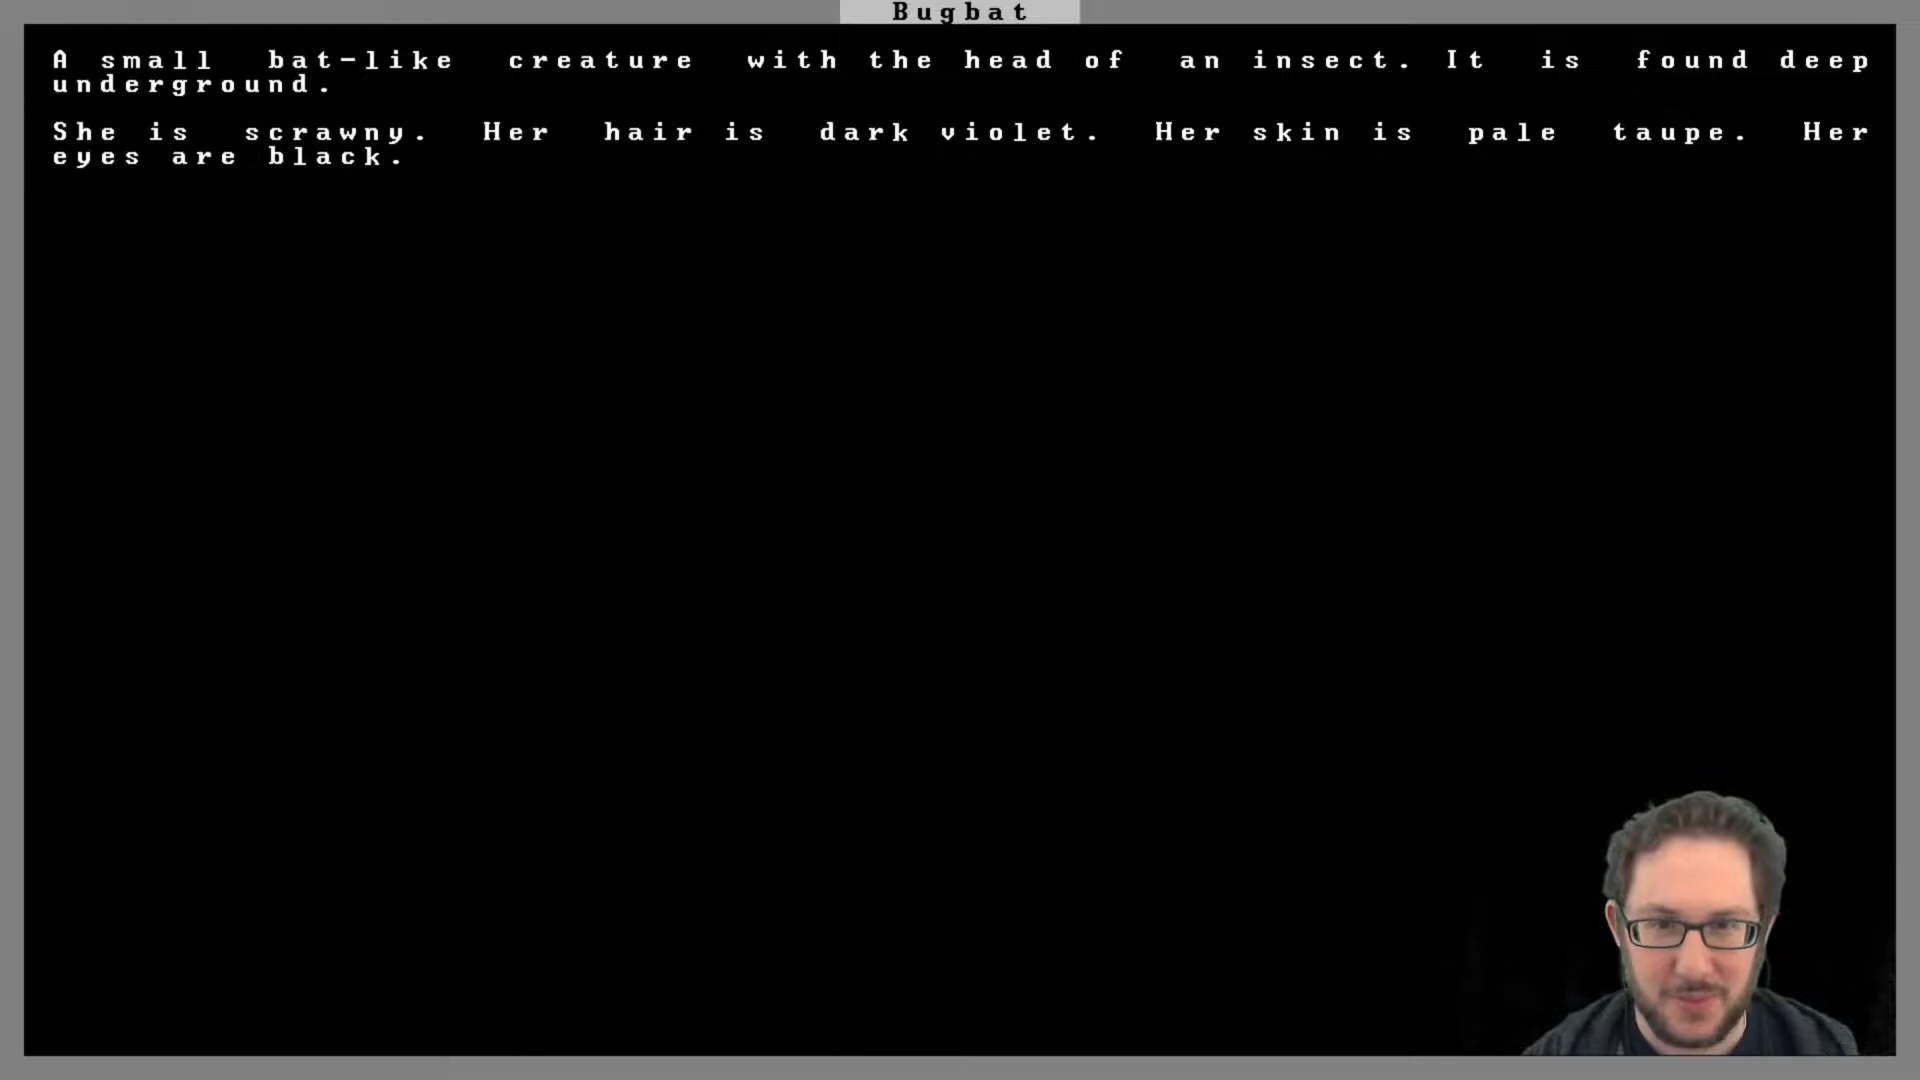 Bugbat
A small bat-like creature with the head of an insect. It is found deep
underground.
She is scrawny. Her hair is dark violet. Her skin is pale taupe. Her
eyes are black.